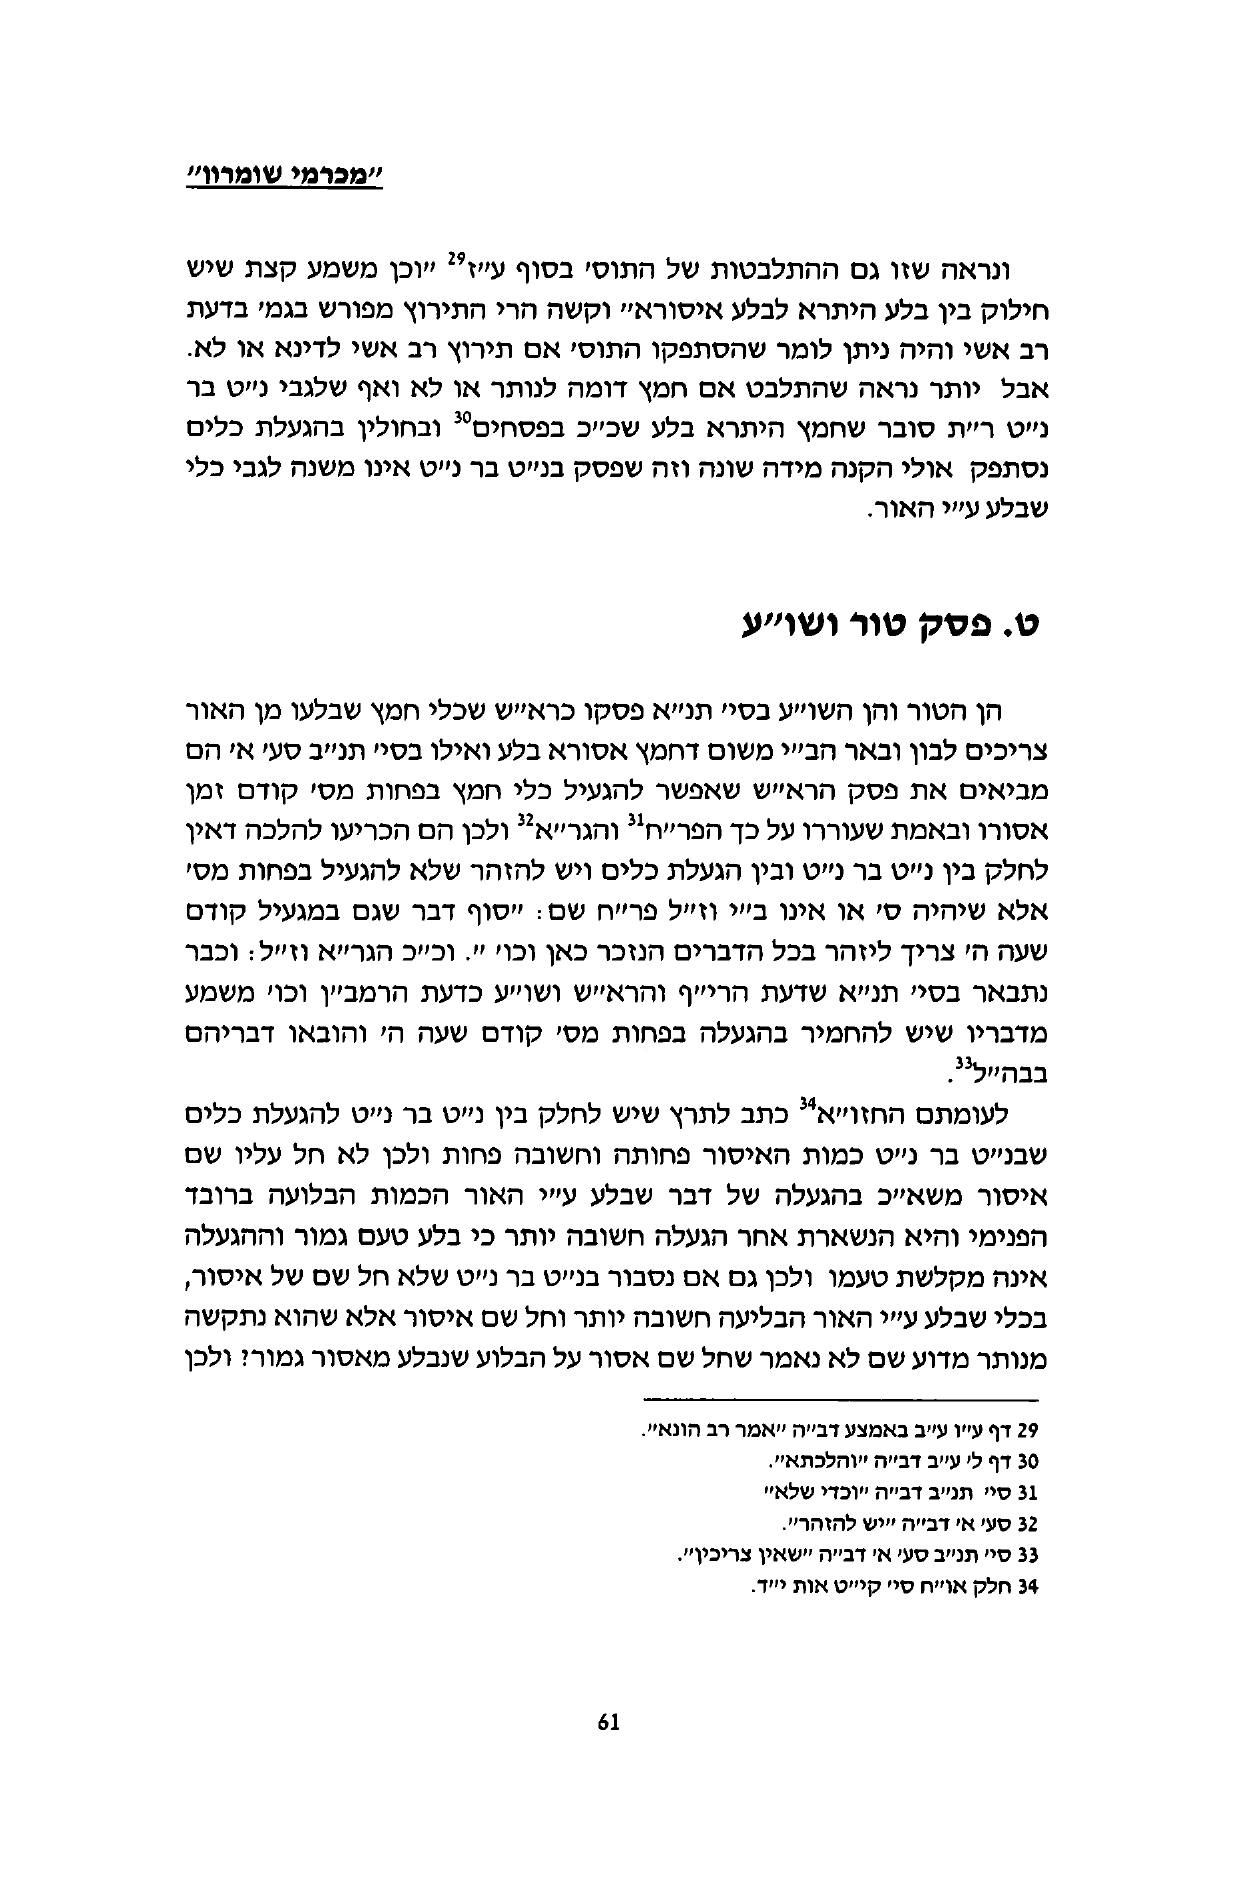 "מכרמי שומרון"
ונראה שזו גם ההתלבטות של התוס' בסוף ע"ז29 "וכן משמע קצת שיש
חילוק בין בלע היתרא לבלע איסורא" וקשה הרי התירוץ מפורש בגמ' בדעת
רב אשי והיה ניתן לומר שהסתפקו התוס' אם תירוץ רב אשי לדינא או לא.
אבל יותר נראה שהתלבט אם חמץ דומה לנותר או לא ואף שלגבי נ"ט בר
נ"ט ר"ת סובר שחמץ היתרא בלע שכ"כ בפסחים30 ובחולין בהגעלת כלים
נסתפק אולי הקנה מידה שונה וזה שפסק בנ"ט בר נ"ט אינו משנה לגבי כלי
שבלע ע"י האור.
ט. פסק טור ושו"ע
הן הטור והן השו"ע בסי' תנ"א פסקו כרא"ש שכלי חמץ שבלעו מן האור
צריכים לבון ובאר הב"י משום דחמץ אסורא בלע ואילו בסי' תנ"ב סע' א' הם
מביאים את פסק הרא"ש שאפשר להגעיל כלי חמץ בפחות מס' קודם זמן
אסורו ובאמת שעוררו על כך הפר"ח31 והגר"א32 ולכן הם הכריעו להלכה דאין
לחלק בין נ"ט בר נ"ט ובין הגעלת כלים ויש להזהר שלא להגעיל בפחות מס'
אלא שיהיה ס' או אינו ב"י וז"ל פר"ח שם: "סוף דבר שגם במגעיל קודם
שעה ה' צריך ליזהר בכל הדברים הנזכר כאן וכו' ". וכ"כ הגר"א וז"ל: וכבר
נתבאר בסי' תנ"א שדעת הרי"ף והרא"ש ושו"ע כדעת הרמב"ן וכו' משמע
מדבריו שיש להחמיר בהגעלה בפחות מס' קודם שעה ה' והובאו דבריהם
בבה"ל33.
לעומתם החזו"א34 כתב לתרץ שיש לחלק בין נ"ט בר נ"ט להגעלת כלים
שבנ"ט בר נ"ט כמות האיסור פחותה וחשובה פחות ולכן לא חל עליו שם
איסור משא"כ בהגעלה של דבר שבלע ע"י האור הכמות הבלועה ברובד
הפנימי והיא הנשארת אחר הגעלה חשובה יותר כי בלע טעם גמור וההגעלה
אינה מקלשת טעמו ולכן גם אם נסבור בנ"ט בר נ"ט שלא חל שם של איסור,
בכלי שבלע ע"י האור הבליעה חשובה יותר וחל שם איסור אלא שהוא נתקשה
מנותר מדוע שם לא נאמר שחל שם אסור על הבלוע שנבלע מאסור גמור? ולכן
29 דף ע"ו ע"ב באמצע דב"ה "אמר רב הונא".
30 דף ל' ע"ב דב"ה "והלכתא".
31 סי' תנ"ב דב"ה "וכדי שלא"
32 סע' א' דב"ה "יש להזהר".
33 סי' תנ"ב סע' א' דב"ה "שאין צריכין".
34 חלק או"ח סי' קי"ט אות י"ד.
61